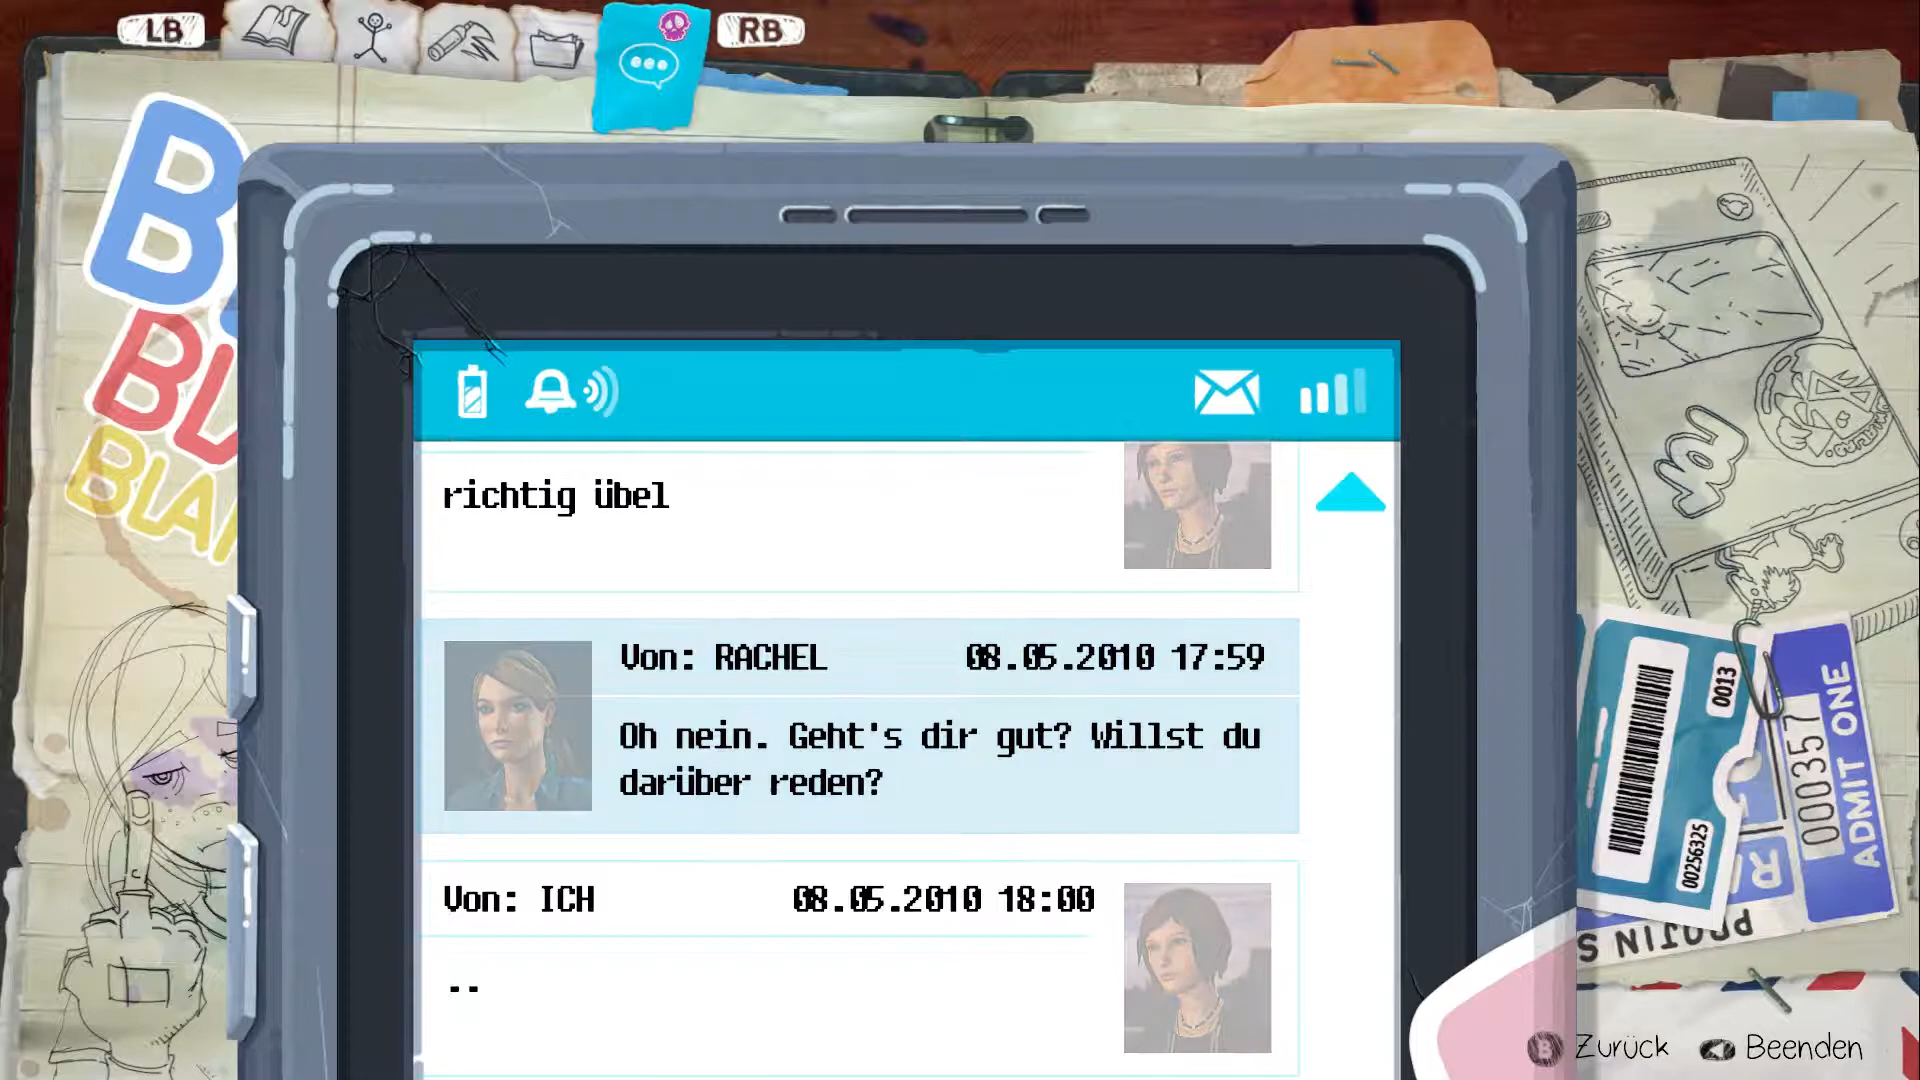 LB
RB
richtig übel
Von: RACHEL 08.05.2010 17:59
Oh nein. Geht's dir gut? Willst du
darüber reden?
Von: ICH 08.05.2010 18:00
..
0013
00256325
000357
ADMIT ONE
B Zurück
Beenden